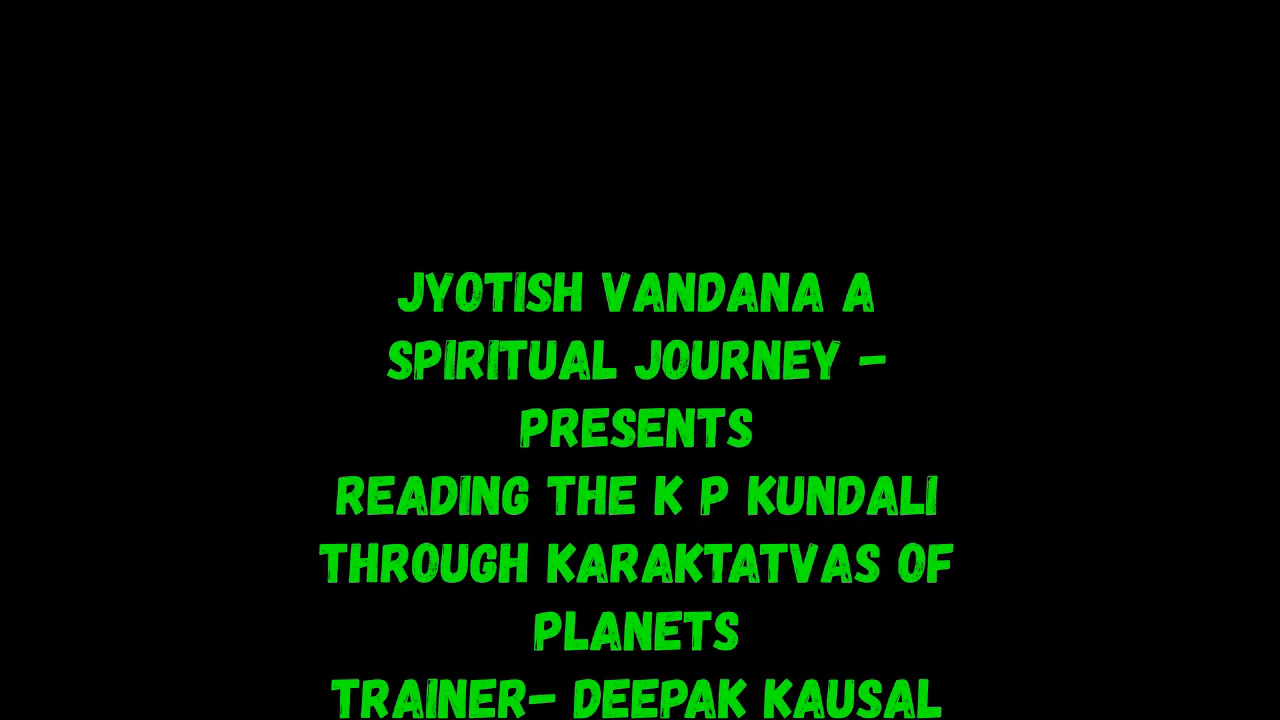 JYOTISH VANDANA A
SPIRITUAL JOURNEY -
PRESENTS
READING THE K P KUNDALI
THROUGH KARAKTATVAS OF
PLANETS
TRAINER- DEEPAK KAUSAL